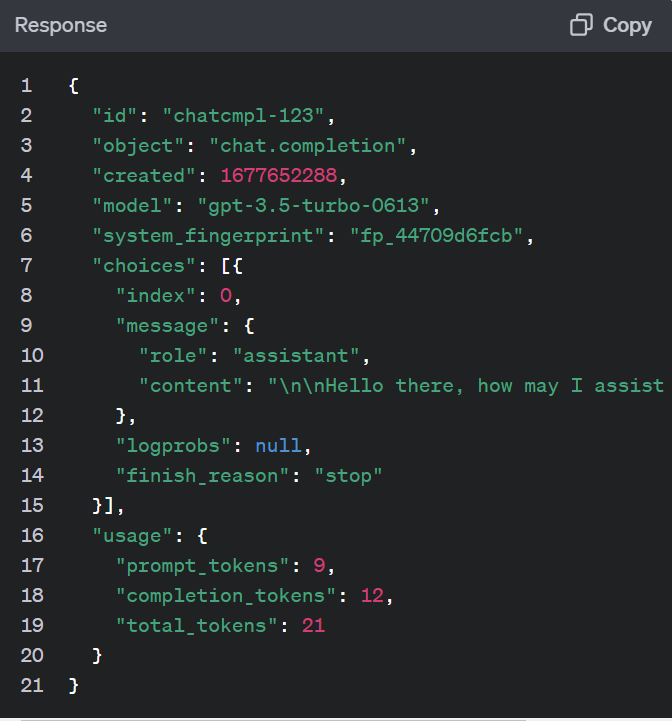 Response Copy
1 {
2 "id": "chatcmpl-123",
3 "object": "chat.completion",
4 "created": 1677652288,
5 "model": "gpt-3.5-turbo-0613",
6 "system_fingerprint": "fp_44709d6fcb",
7 "choices": [{
8 "index": 0,
9 "message": {
10 "role": "assistant",
11 "content": "\n\nHello there, how may I assist
12 },
13 "logprobs": null,
14 "finish_reason": "stop"
15 }],
16 "usage": {
17 "prompt_tokens": 9,
18 "completion_tokens": 12,
19 "total_tokens": 21
20 }
21 }